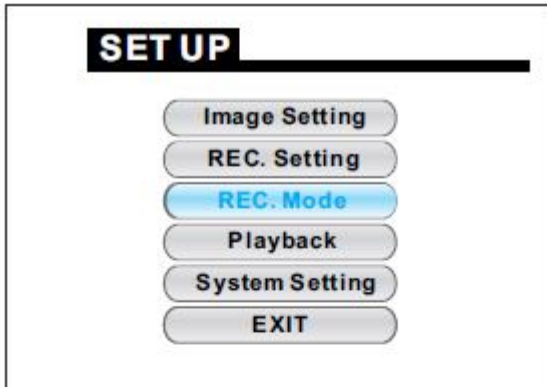 SET UP
Image Setting
REC. Setting
REC. Mode
Playback
System Setting
EXIT